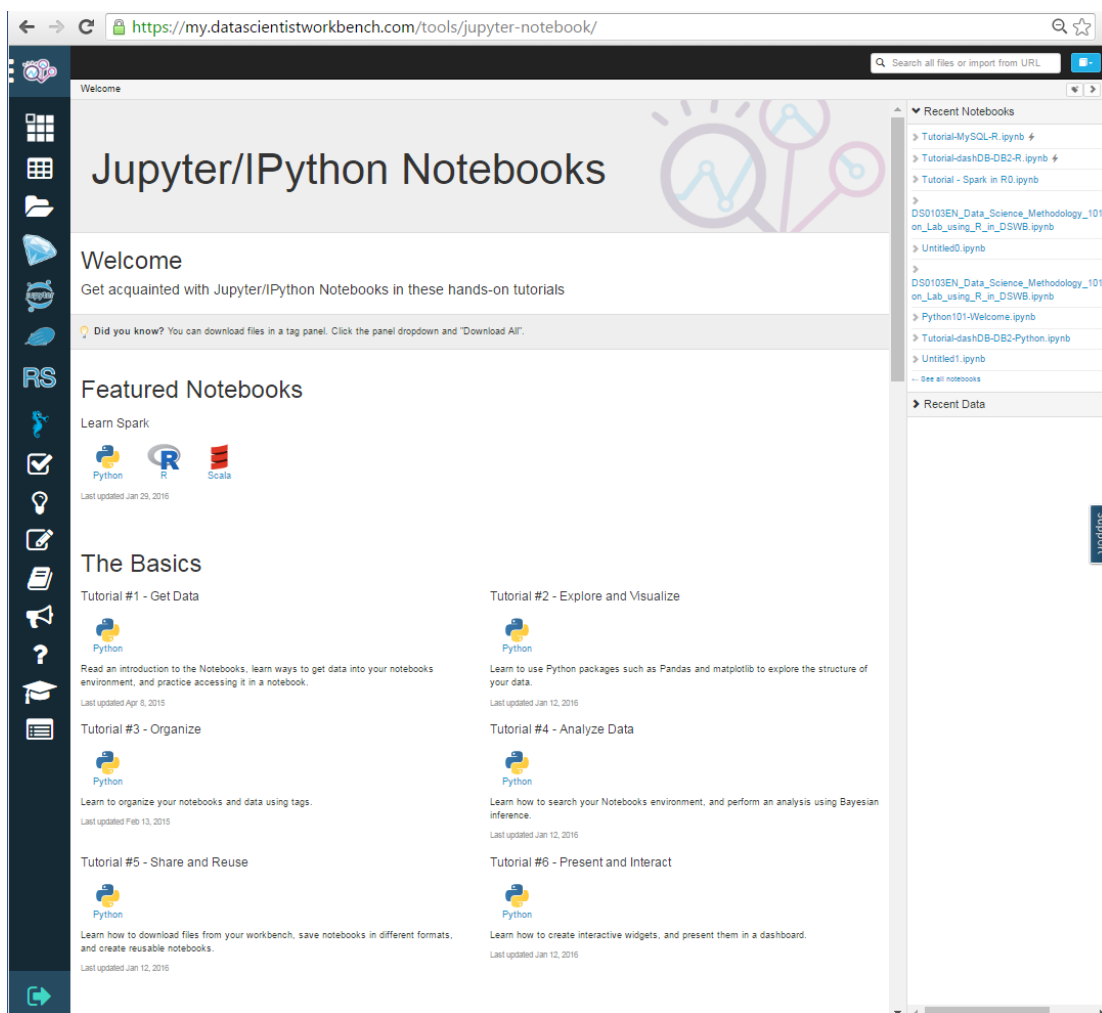 https://my.datascientistworkbench.com/tools/jupyter-notebook/
Search all files or import from URL
Welcome
Jupyter/IPython Notebooks
Welcome
Get acquainted with Jupyter/IPython Notebooks in these hands-on tutorials
Did you know? You can download files in a tag panel. Click the panel dropdown and "Download All".
Featured Notebooks
Learn Spark
Python R Scala
Last updated Jan 29, 2016
The Basics
Tutorial #1 - Get Data
Python
Read an introduction to the Notebooks, learn ways to get data into your notebooks
environment, and practice accessing it in a notebook.
Last updated Apr 8, 2015
Tutorial #2 - Explore and Visualize
Python
Learn to use Python packages such as Pandas and matplotlib to explore the structure of
your data.
Last updated Jan 12, 2016
Tutorial #3 - Organize
Python
Learn to organize your notebooks and data using tags.
Last updated Feb 13, 2015
Tutorial #4 - Analyze Data
Python
Learn how to search your Notebooks environment, and perform an analysis using Bayesian
inference.
Last updated Jan 12, 2016
Tutorial #5 - Share and Reuse
Python
Learn how to download files from your workbench, save notebooks in different formats,
and create reusable notebooks.
Last updated Jan 12, 2016
Tutorial #6 - Present and Interact
Python
Learn how to create interactive widgets, and present them in a dashboard.
Last updated Jan 12, 2016
Recent Notebooks
Tutorial-MySQL-R.ipynb
Tutorial-dashDB-DB2-R.ipynb
Tutorial - Spark in R0.ipynb
DS0103EN_Data_Science_Methodology_101
on_Lab_using_R_in_DSWB.ipynb
Untitled0.ipynb
DS0103EN_Data_Science_Methodology_101
on_Lab_using_R_in_DSWB.ipynb
Python101-Welcome.ipynb
Tutorial-dashDB-DB2-Python.ipynb
Untitled1.ipynb
See all notebooks
Recent Data
jupyter
RS
?